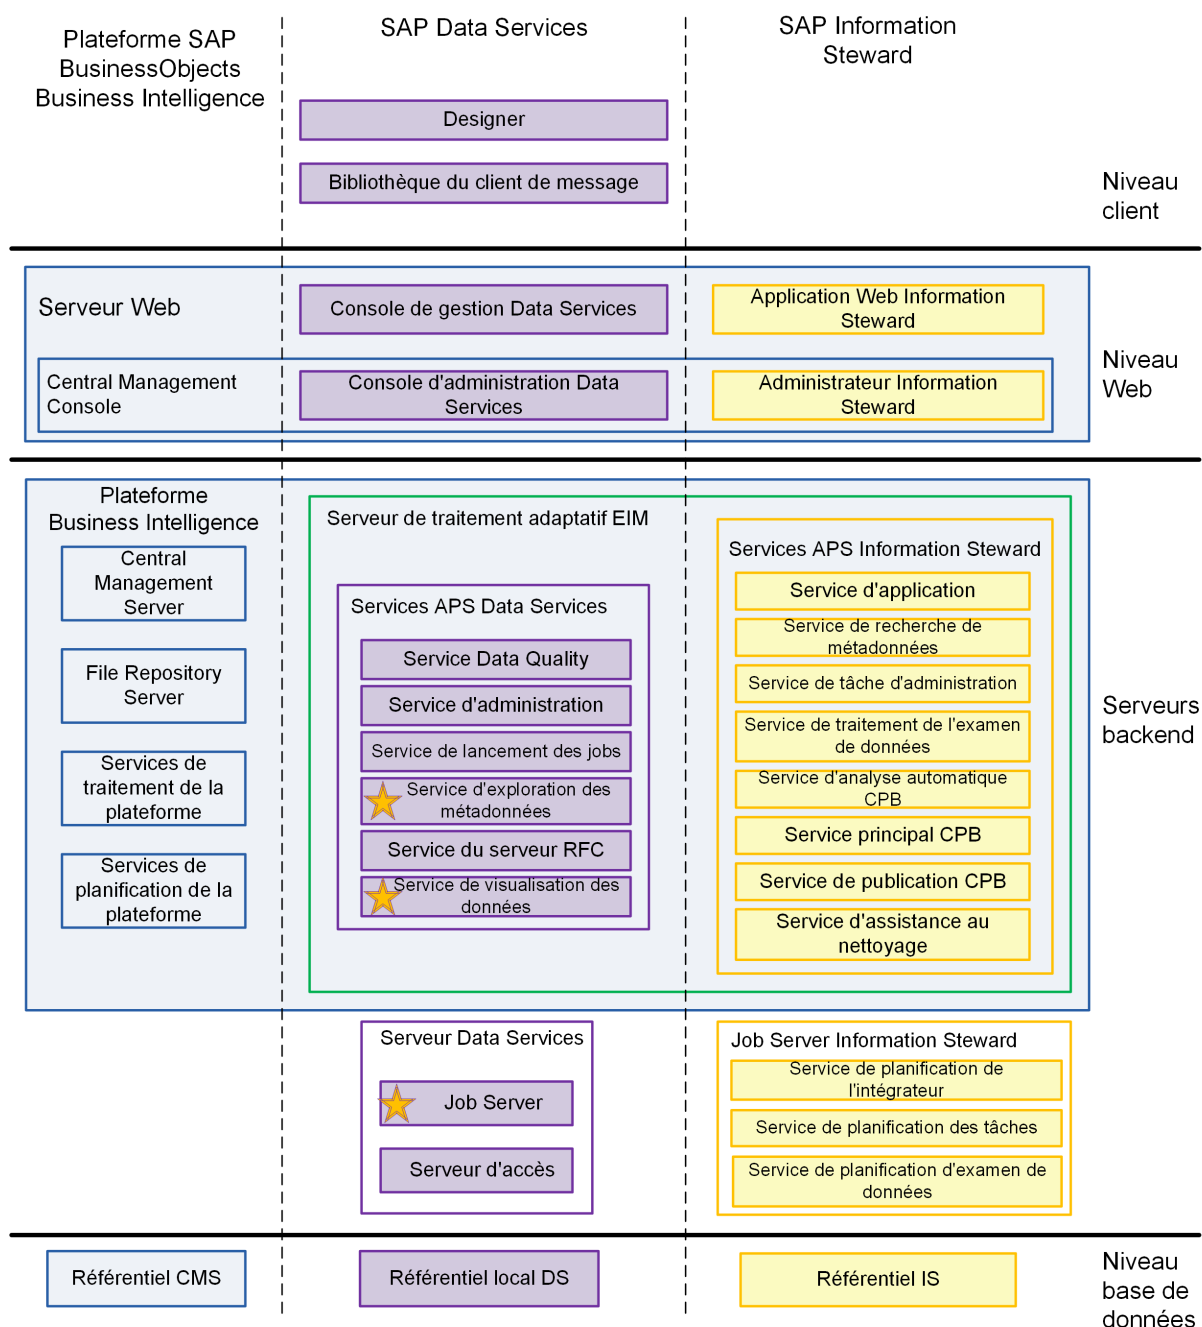 Plateforme SAP
BusinessObjects
Business Intelligence
SAP Data Services
SAP Information
Steward
Designer
Bibliothèque du client de message
Niveau
client
Serveur Web
Console de gestion Data Services
Application Web Information
Steward
Central Management
Console
Console d'administration Data
Services
Administrateur Information
Steward
Niveau
Web
Plateforme
Business Intelligence
Central
Management
Server
File Repository
Server
Services de
traitement de la
plateforme
Services de
planification de la
plateforme
Serveur de traitement adaptatif EIM
Services APS Data Services
Service Data Quality
Service d'administration
Service de lancement des jobs
Service d'exploration des
métadonnées
Service du serveur RFC
Service de visualisation des
données
Services APS Information Steward
Service d'application
Service de recherche de
métadonnées
Service de tâche d'administration
Service de traitement de l'examen
de données
Service d'analyse automatique
CPB
Service principal CPB
Service de publication CPB
Service d'assistance au
nettoyage
Serveurs
backend
Serveur Data Services
Job Server
Serveur d'accès
Job Server Information Steward
Service de planification de
l'intégrateur
Service de planification des tâches
Service de planification d'examen de
données
Référentiel CMS
Référentiel local DS
Référentiel IS
Niveau
base de
données